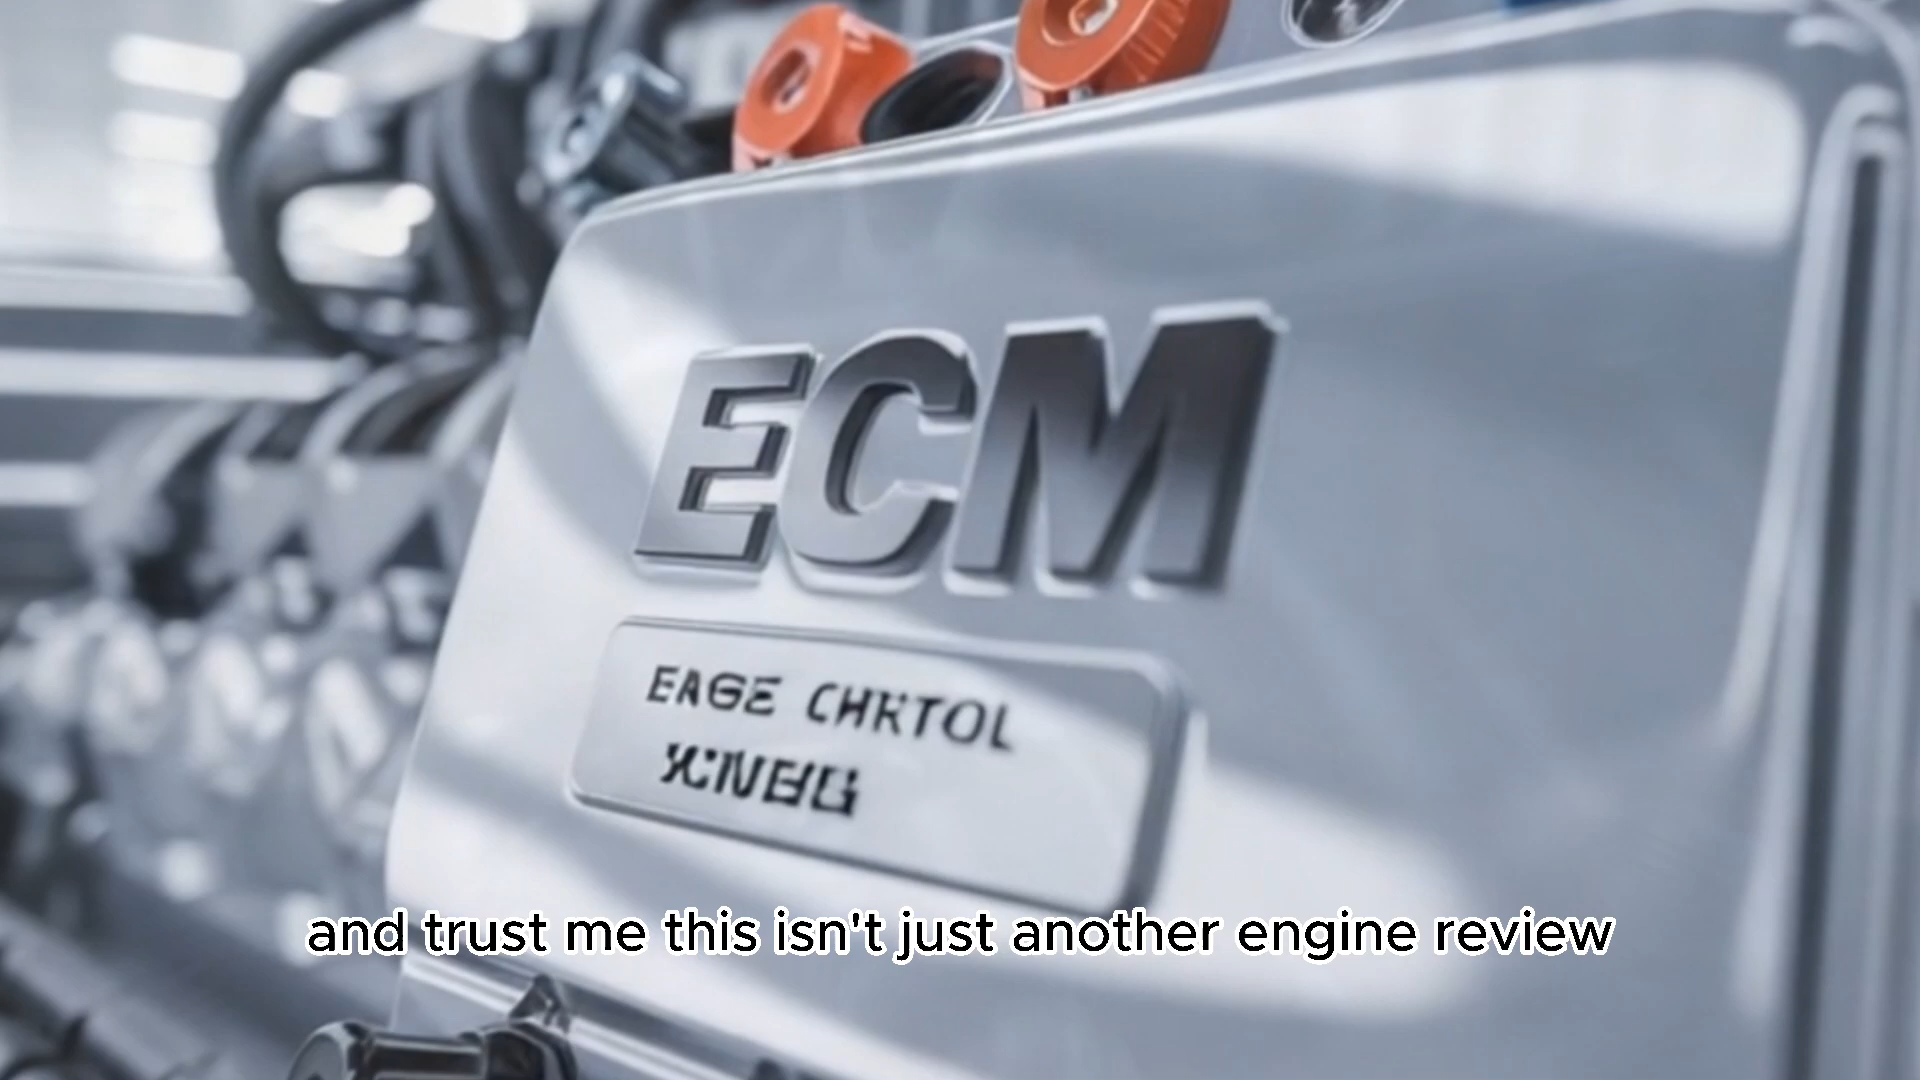 ECM
EAGE CHKTOL
and trust me this isn't just another engine review